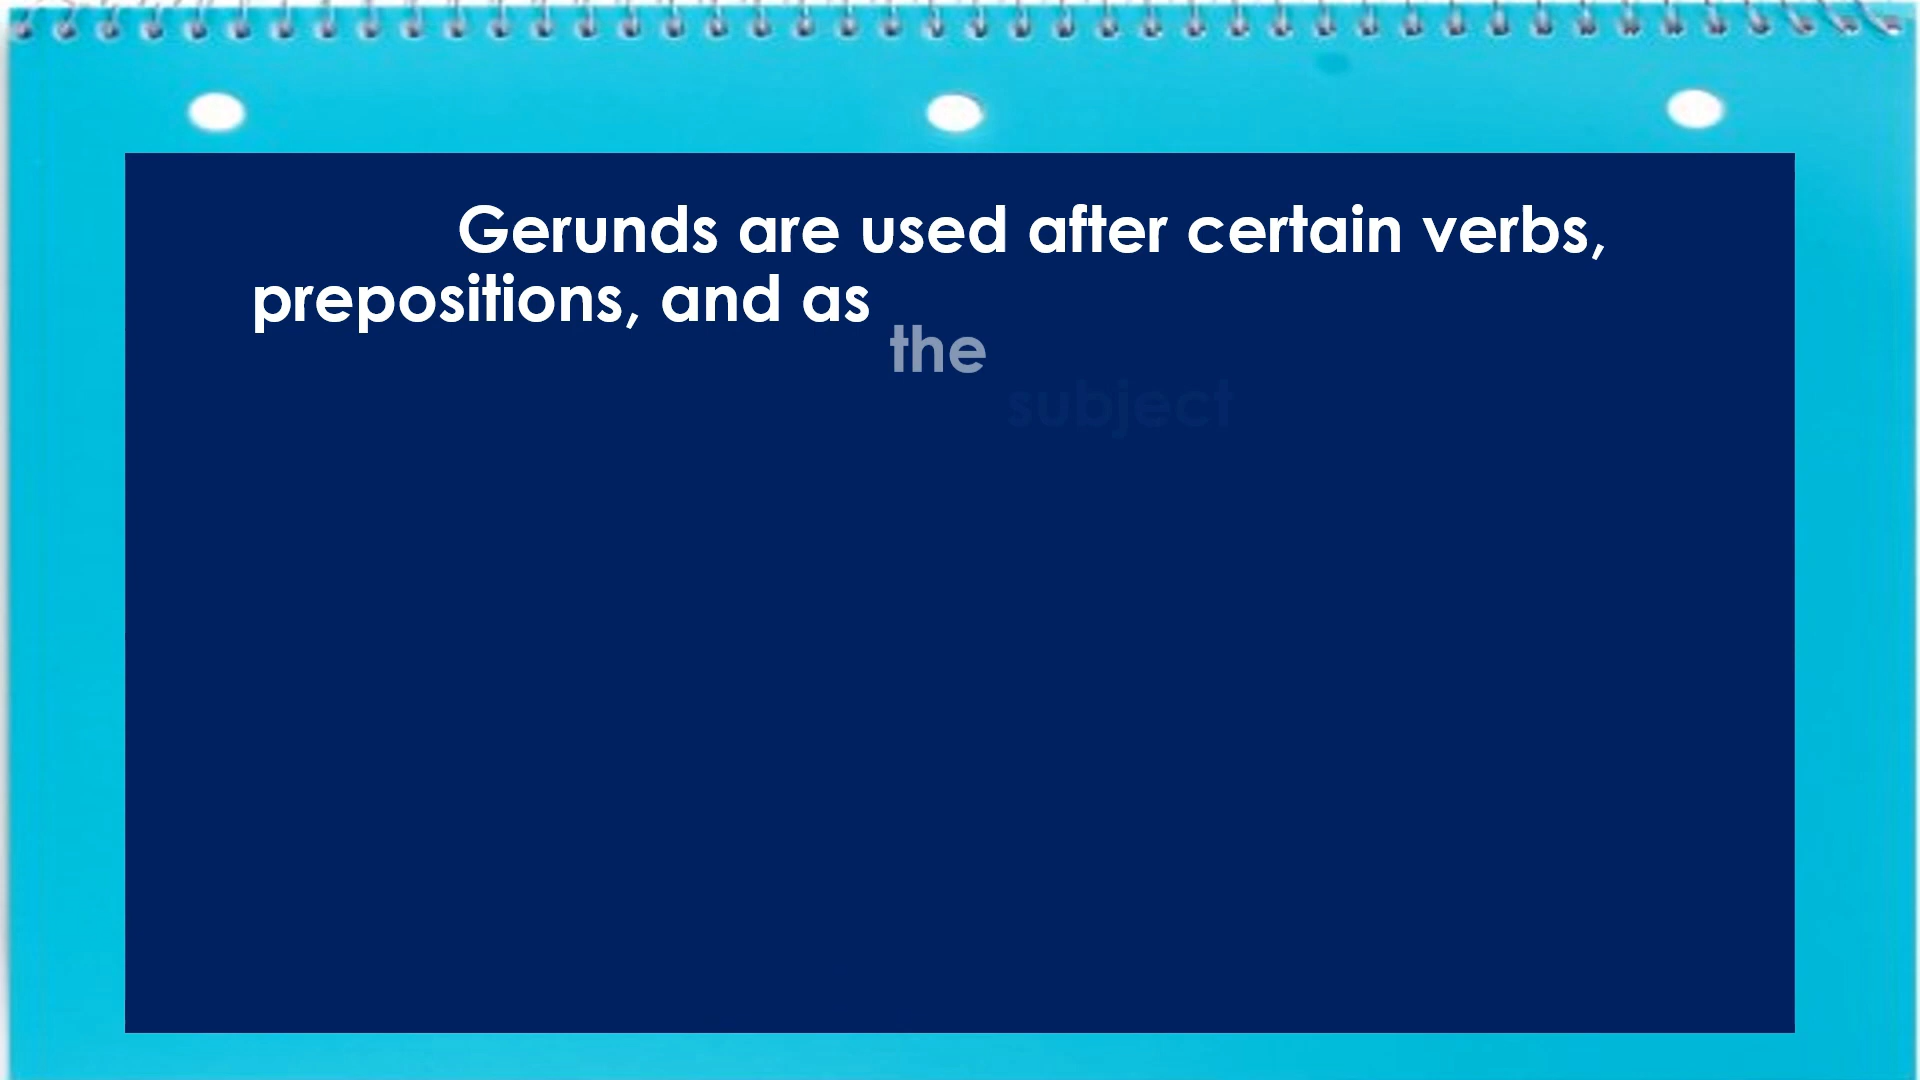 Gerunds are used after certain verbs,
prepositions, and as
the
subject